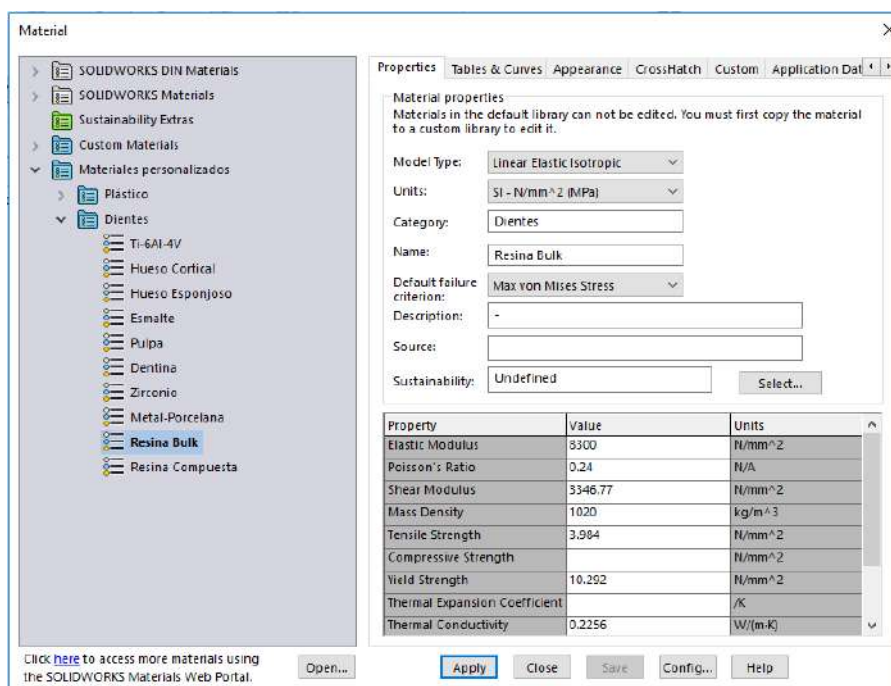 Material
SOLIDWORKS DIN Materials
SOLIDWORKS Materials
Sustainability Extras
Custom Materials
Materiales personalizados
Plástico
Dientes
Ti-6Al-4V
Hueso Cortical
Hueso Esponjoso
Esmalte
Pulpa
Dentina
Zirconio
Metal-Porcelana
Resina Bulk
Resina Compuesta
Click here to access more materials using
the SOLIDWORKS Materials Web Portal.
Open...
Properties Tables & Curves Appearance CrossHatch Custom Application Dat
Material properties
Materials in the default library can not be edited. You must first copy the material
to a custom library to edit it.
Model Type: Linear Elastic Isotropic
Units: SI - N/mm^2 (MPa)
Category: Dientes
Name: Resina Bulk
Default failure
criterion: Max von Mises Stress
Description: -
Source:
Sustainability: Undefined Select...
Property Value Units
Elastic Modulus 8300 N/mm^2
Poisson's Ratio 0.24 N/A
Shear Modulus 3346.77 N/mm^2
Mass Density 1020 kg/m^3
Tensile Strength 3.984 N/mm^2
Compressive Strength N/mm^2
Yield Strength 10.292 N/mm^2
Thermal Expansion Coefficient /K
Thermal Conductivity 0.2256 W/(m·K)
Apply Close Save Config... Help